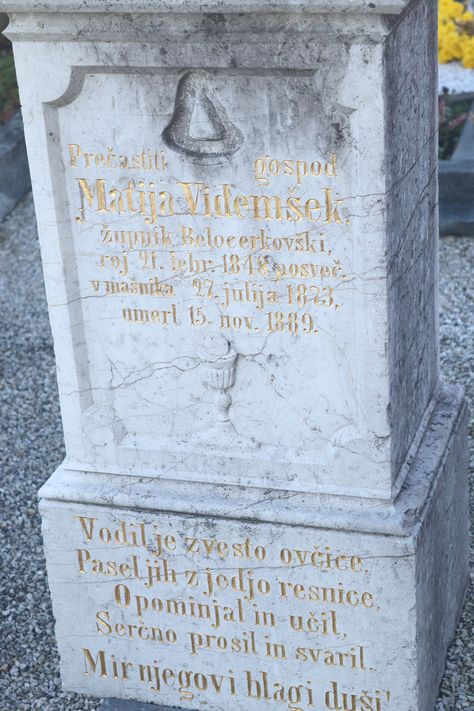 Prečastiti gospod
Matija Videmšek,
župnik Belocerkovški,
roj 21. febr. 1848 posveč.
v mašnika 27. julija 1873,
umerl 15. nov. 1889.
Vodil je zvesto ovčice,
Pasel jih z jedjo resnice,
Opominjal in učil,
Serčno prosil in svaril.
Mir njegovi blagi duši!